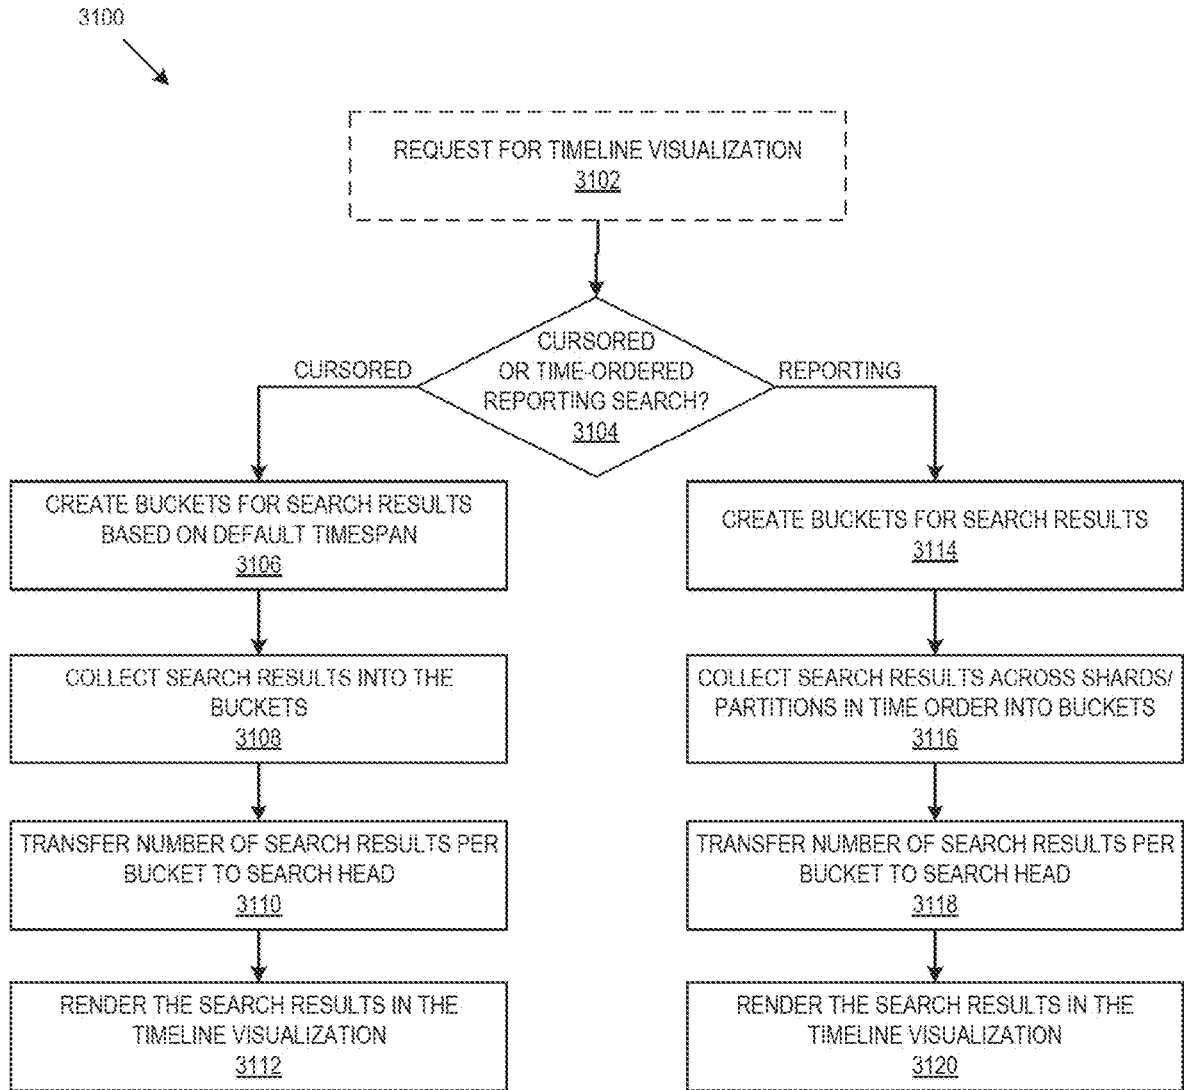 3100
REQUEST FOR TIMELINE VISUALIZATION
3102
CURSORED
OR TIME-ORDERED
REPORTING SEARCH?
3104
CURSORED
REPORTING
CREATE BUCKETS FOR SEARCH RESULTS
BASED ON DEFAULT TIMESPAN
3106
COLLECT SEARCH RESULTS INTO THE
BUCKETS
3108
TRANSFER NUMBER OF SEARCH RESULTS PER
BUCKET TO SEARCH HEAD
3110
RENDER THE SEARCH RESULTS IN THE
TIMELINE VISUALIZATION
3112
CREATE BUCKETS FOR SEARCH RESULTS
3114
COLLECT SEARCH RESULTS ACROSS SHARDS/
PARTITIONS IN TIME ORDER INTO BUCKETS
3116
TRANSFER NUMBER OF SEARCH RESULTS PER
BUCKET TO SEARCH HEAD
3118
RENDER THE SEARCH RESULTS IN THE
TIMELINE VISUALIZATION
3120